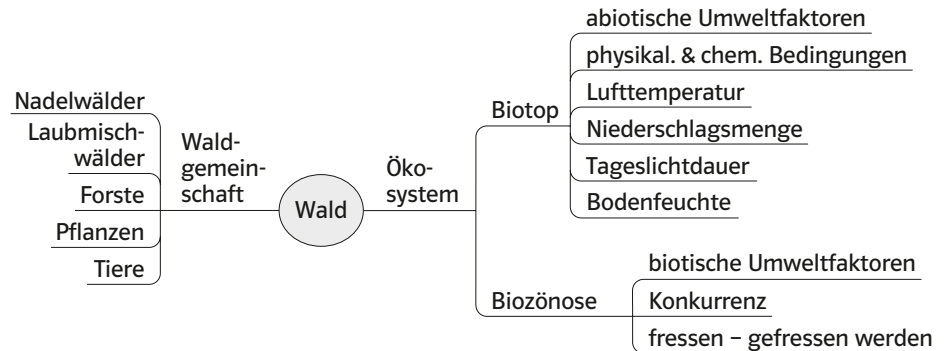 Wald
Wald-
gemein-
schaft
Nadelwälder
Laubmisch-
wälder
Forste
Pflanzen
Tiere
Öko-
system
Biotop
abiotische Umweltfaktoren
physikal. & chem. Bedingungen
Lufttemperatur
Niederschlagsmenge
Tageslichtdauer
Bodenfeuchte
Biozönose
biotische Umweltfaktoren
Konkurrenz
fressen – gefressen werden